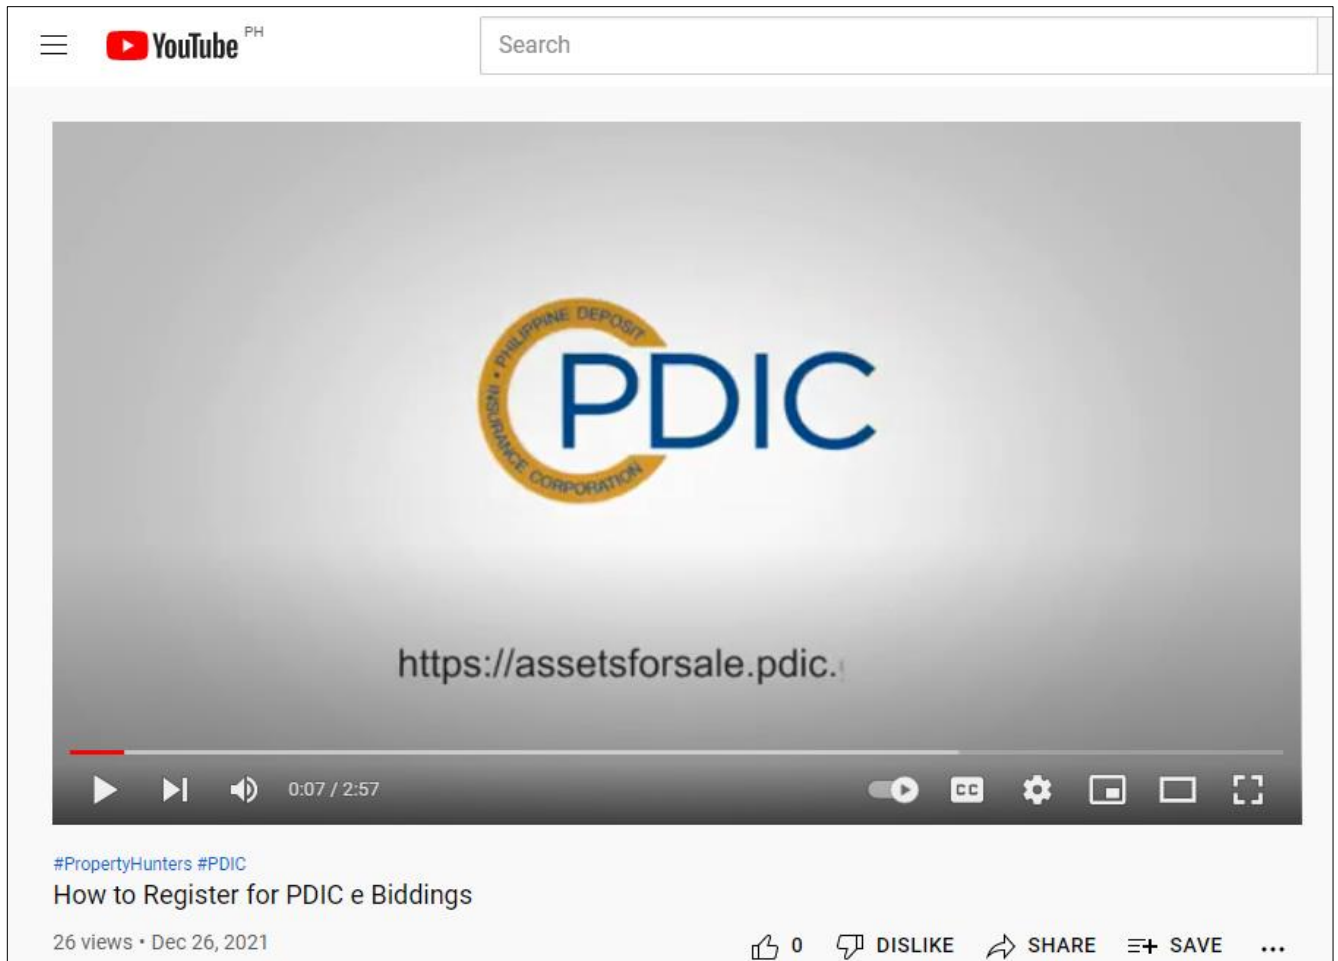 YouTube PH
Search
PHILIPPINE DEPOSIT INSURANCE CORPORATION •
PDIC
https://assetsforsale.pdic.
0:07 / 2:57
CC
#PropertyHunters #PDIC
How to Register for PDIC e Biddings
26 views • Dec 26, 2021
0 DISLIKE SHARE SAVE ...